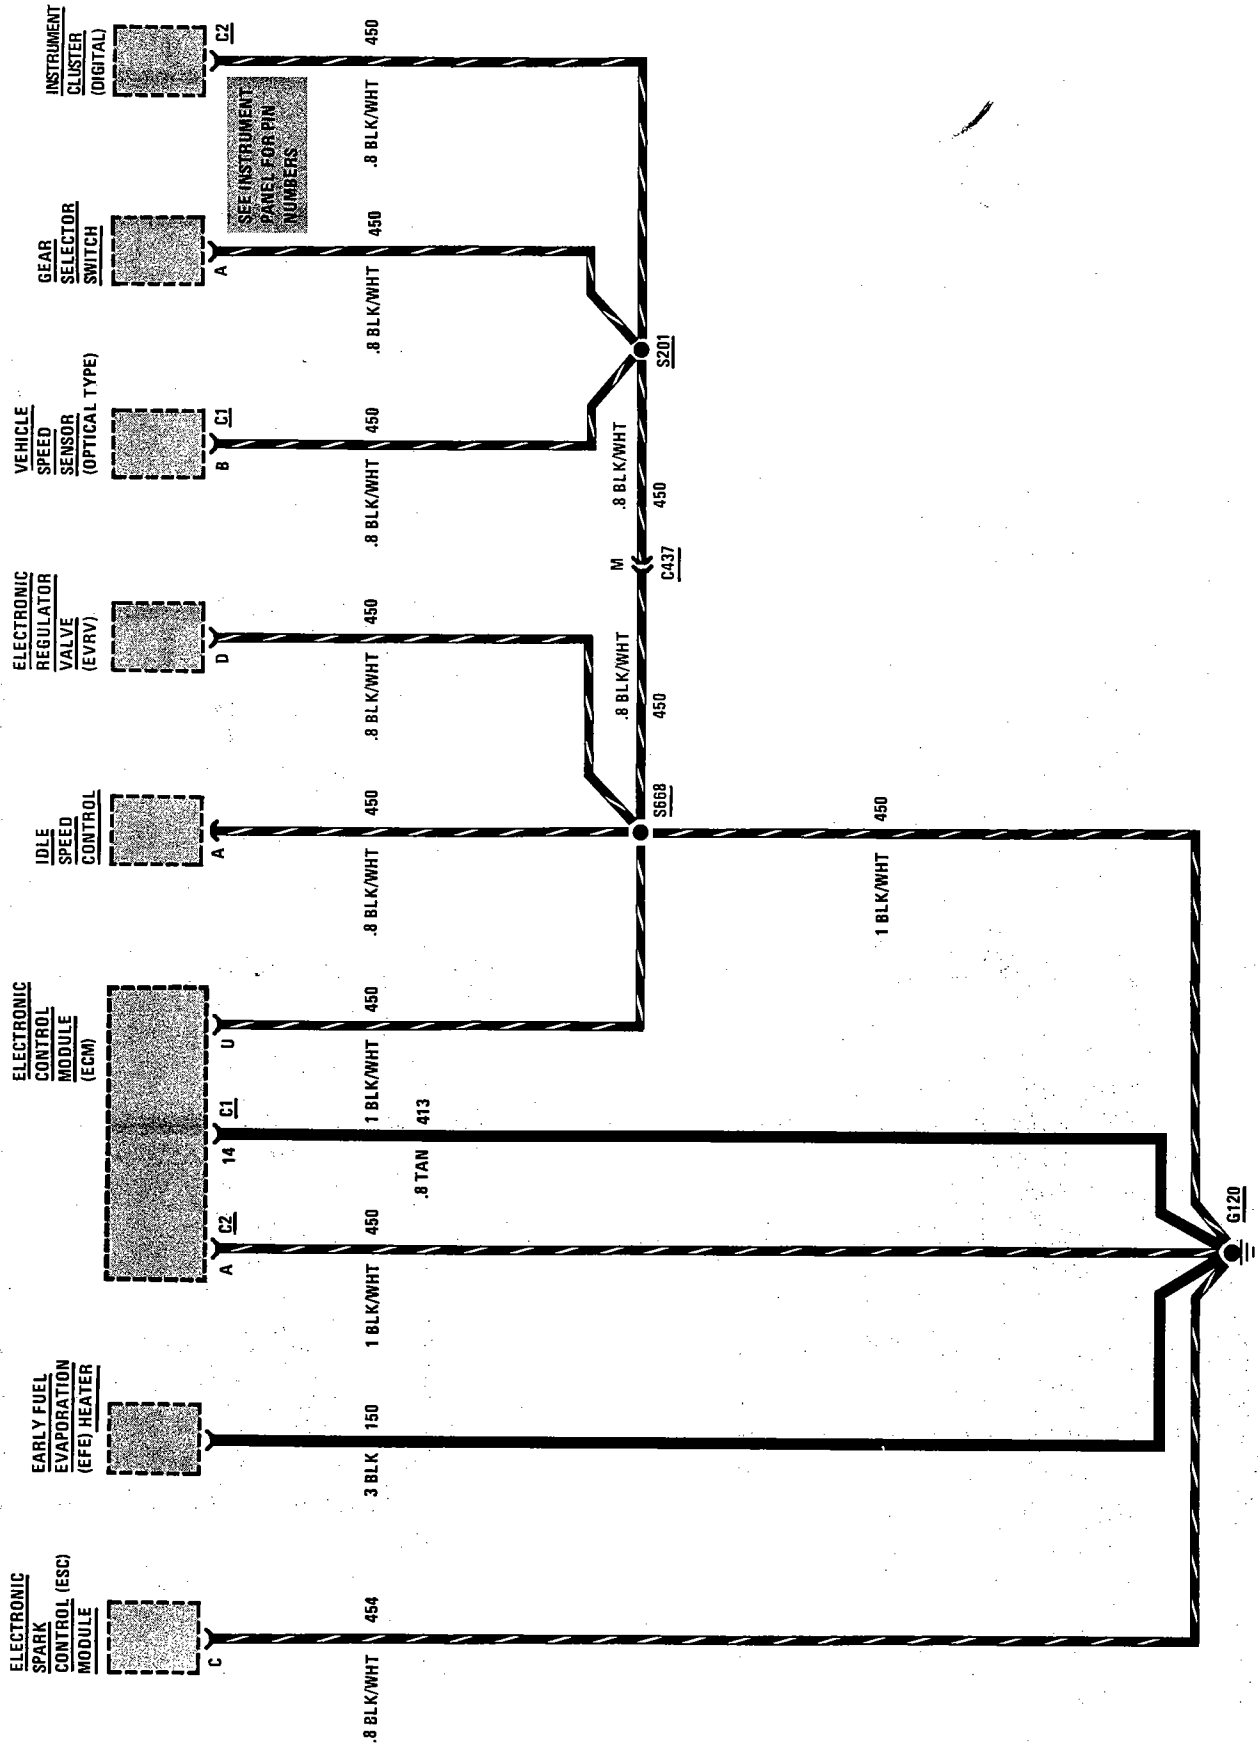 ELECTRONIC
SPARK
CONTROL (ESC)
MODULE
C
.8 BLK/WHT
454
EARLY FUEL
EVAPORATION
(EFE) HEATER
3 BLK
150
ELECTRONIC
CONTROL
MODULE
(ECM)
A
C2
1 BLK/WHT
450
14
C1
.8 TAN
413
U
1 BLK/WHT
450
IDLE
SPEED
CONTROL
A
.8 BLK/WHT
450
ELECTRONIC
REGULATOR
VALVE
(EVRV)
D
.8 BLK/WHT
450
VEHICLE
SPEED
SENSOR
(OPTICAL TYPE)
B
C1
.8 BLK/WHT
450
GEAR
SELECTOR
SWITCH
A
.8 BLK/WHT
450
INSTRUMENT
CLUSTER
(DIGITAL)
C2
SEE INSTRUMENT
PANEL FOR PIN
NUMBERS
.8 BLK/WHT
450
.8 BLK/WHT
450
M
C437
.8 BLK/WHT
450
S201
S668
1 BLK/WHT
450
G120